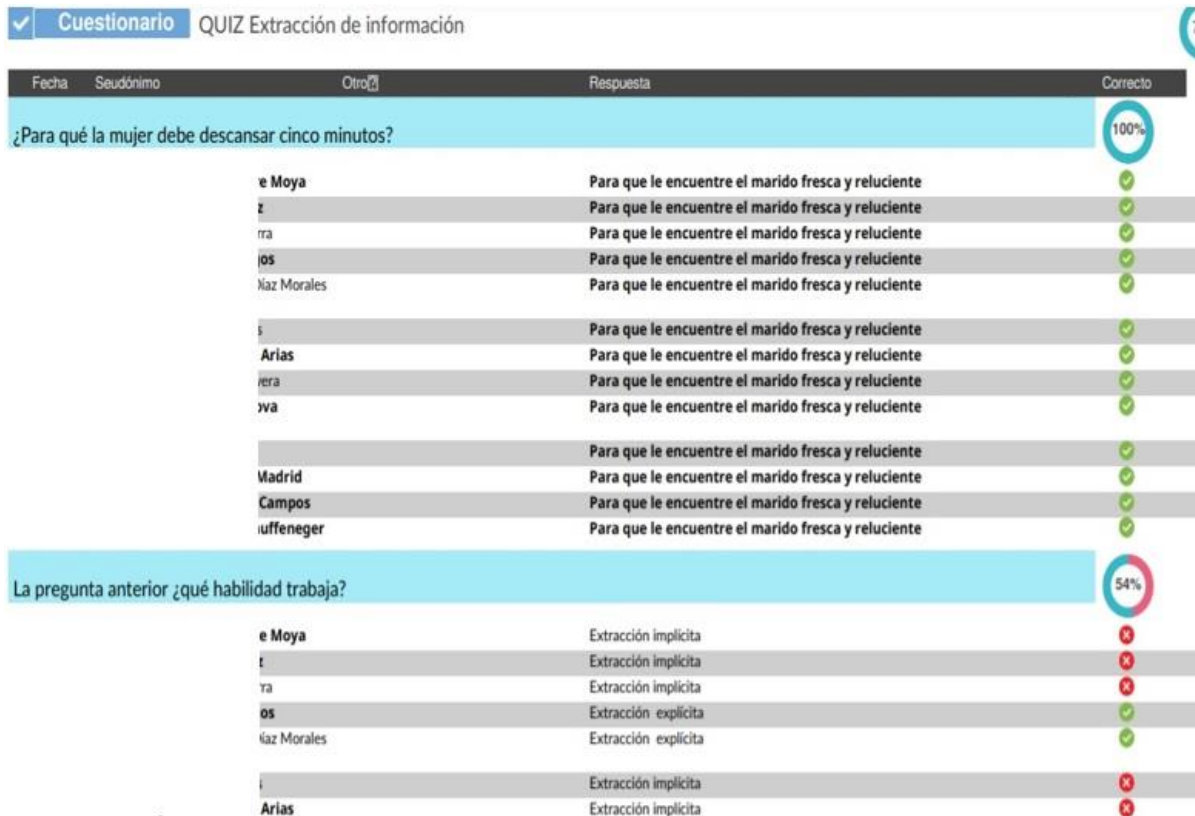 Cuestionario QUIZ Extracción de información
Fecha Seudónimo Otro Respuesta Correcto
¿Para qué la mujer debe descansar cinco minutos? 100%
e Moya Para que le encuentre el marido fresca y reluciente
z Para que le encuentre el marido fresca y reluciente
rra Para que le encuentre el marido fresca y reluciente
gos Para que le encuentre el marido fresca y reluciente
Díaz Morales Para que le encuentre el marido fresca y reluciente
s Para que le encuentre el marido fresca y reluciente
Arias Para que le encuentre el marido fresca y reluciente
vera Para que le encuentre el marido fresca y reluciente
ova Para que le encuentre el marido fresca y reluciente
Para que le encuentre el marido fresca y reluciente
Madrid Para que le encuentre el marido fresca y reluciente
Campos Para que le encuentre el marido fresca y reluciente
uffeneger Para que le encuentre el marido fresca y reluciente
La pregunta anterior ¿qué habilidad trabaja? 54%
e Moya Extracción implícita
z Extracción implícita
rra Extracción implícita
os Extracción explícita
Díaz Morales Extracción explícita
Extracción implícita
Arias Extracción implícita